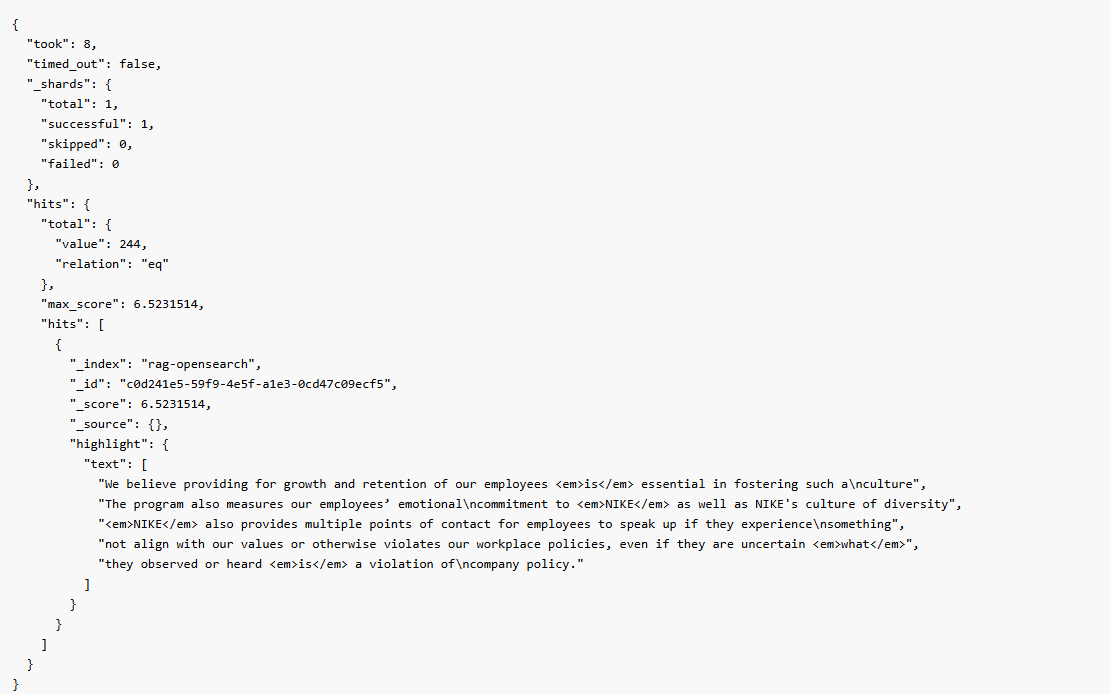 {
  "took": 8,
  "timed_out": false,
  "_shards": {
    "total": 1,
    "successful": 1,
    "skipped": 0,
    "failed": 0
  },
  "hits": {
    "total": {
      "value": 244,
      "relation": "eq"
    },
    "max_score": 6.5231514,
    "hits": [
      {
        "_index": "rag-opensearch",
        "_id": "c0d241e5-59f9-4e5f-a1e3-0cd47c09ecf5",
        "_score": 6.5231514,
        "_source": {},
        "highlight": {
          "text": [
            "We believe providing for growth and retention of our employees <em>is</em> essential in fostering such a\nculture",
            "The program also measures our employees’ emotional\ncommitment to <em>NIKE</em> as well as NIKE's culture of diversity",
            "<em>NIKE</em> also provides multiple points of contact for employees to speak up if they experience\nsomething",
            "not align with our values or otherwise violates our workplace policies, even if they are uncertain <em>what</em>",
            "they observed or heard <em>is</em> a violation of\ncompany policy."
          ]
        }
      }
    ]
  }
}